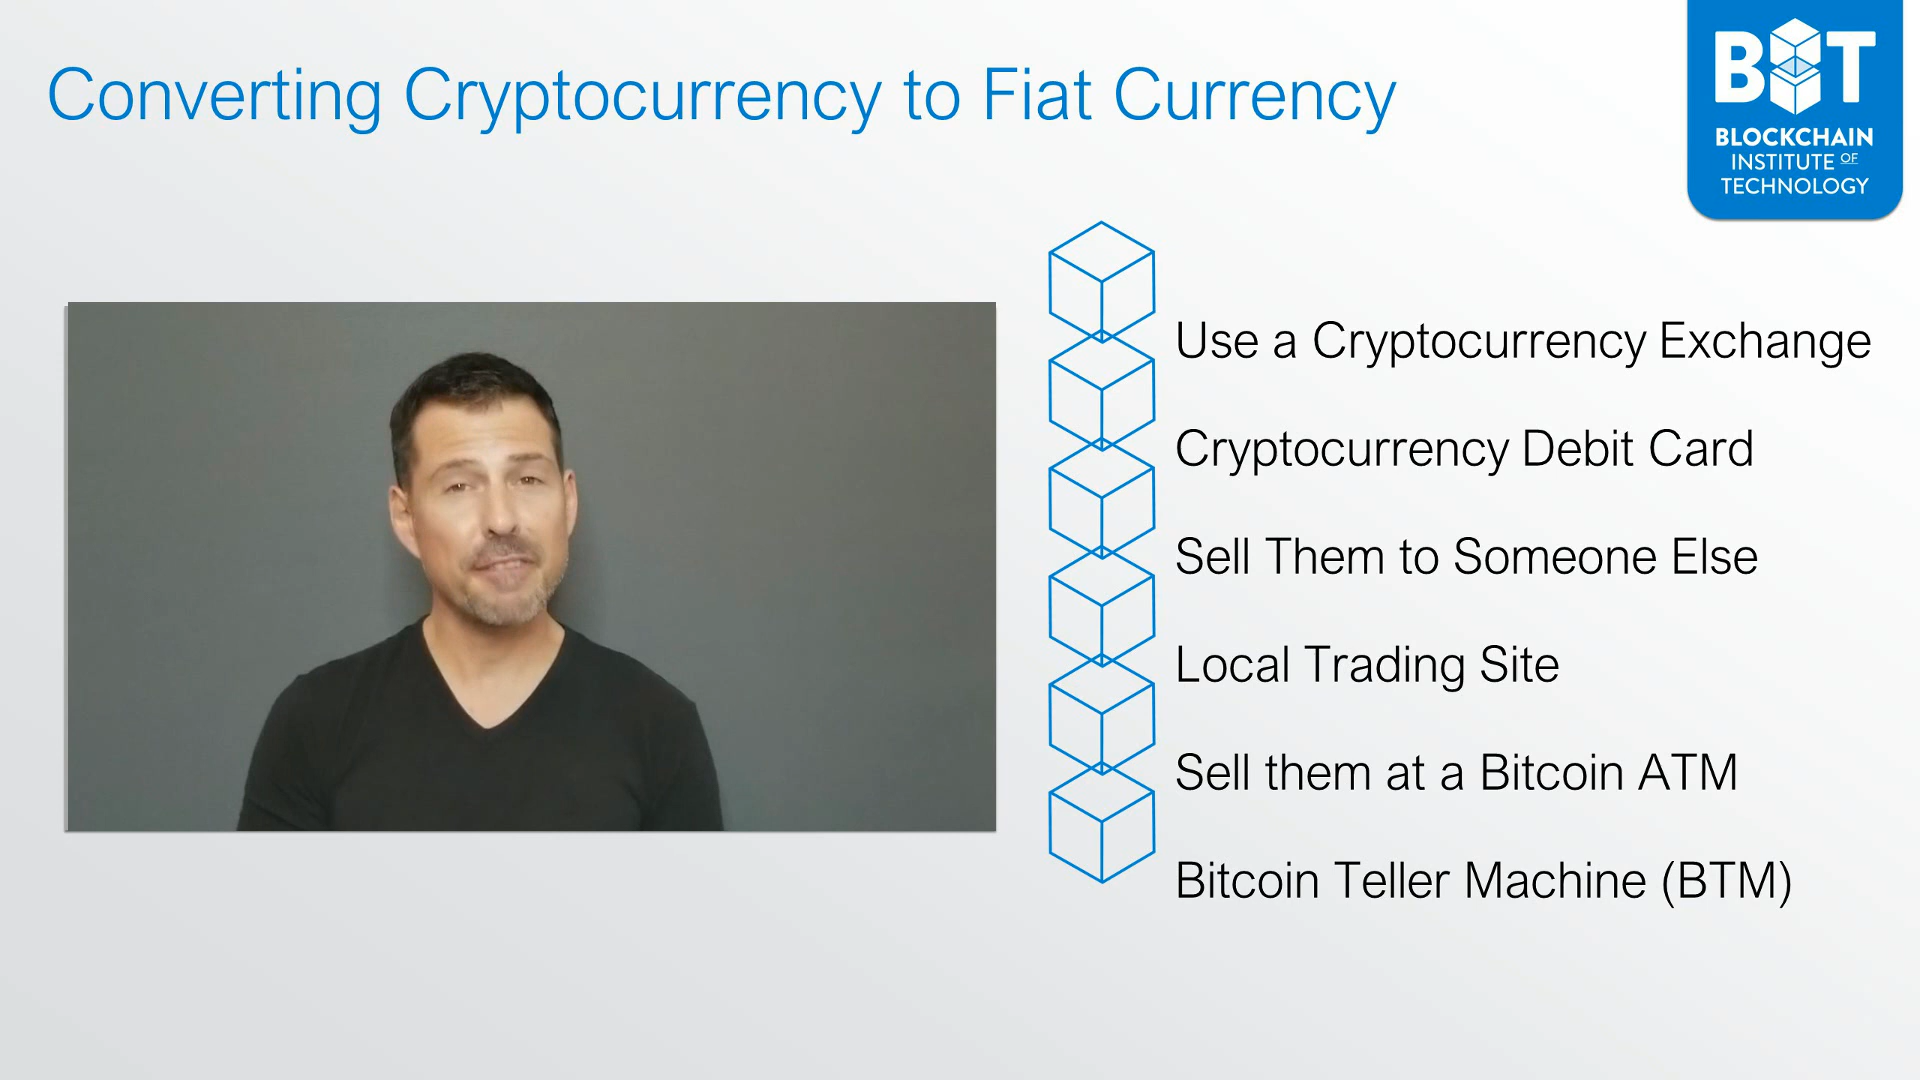 Converting Cryptocurrency to Fiat Currency
BIT
BLOCKCHAIN
INSTITUTE OF
TECHNOLOGY
Use a Cryptocurrency Exchange
Cryptocurrency Debit Card
Sell Them to Someone Else
Local Trading Site
Sell them at a Bitcoin ATM
Bitcoin Teller Machine (BTM)